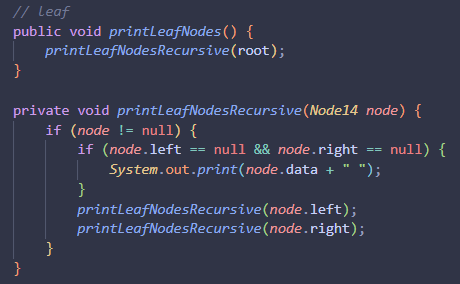 // leaf
public void printLeafNodes() {
    printLeafNodesRecursive(root);
}

private void printLeafNodesRecursive(Node14 node) {
    if (node != null) {
        if (node.left == null && node.right == null) {
            System.out.print(node.data + " ");
        }
        printLeafNodesRecursive(node.left);
        printLeafNodesRecursive(node.right);
    }
}